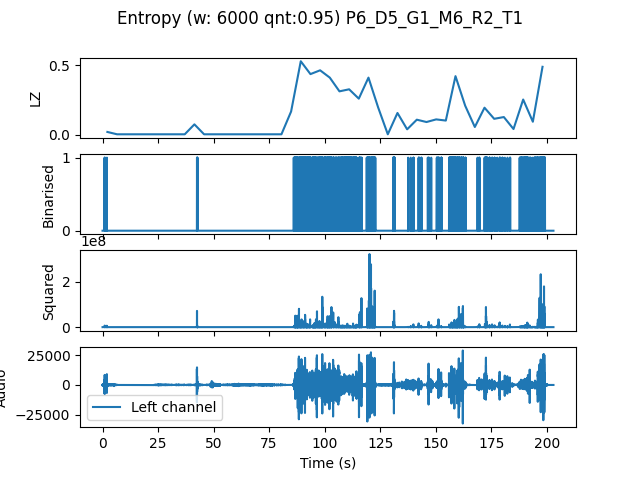 Entropy (w: 6000 qnt:0.95) P6_D5_G1_M6_R2_T1
0.5
0.0
LZ
1
0
Binarised
1e8
2
0
Squared
25000
0
−25000
Audio
Left channel
0 25 50 75 100 125 150 175 200
Time (s)